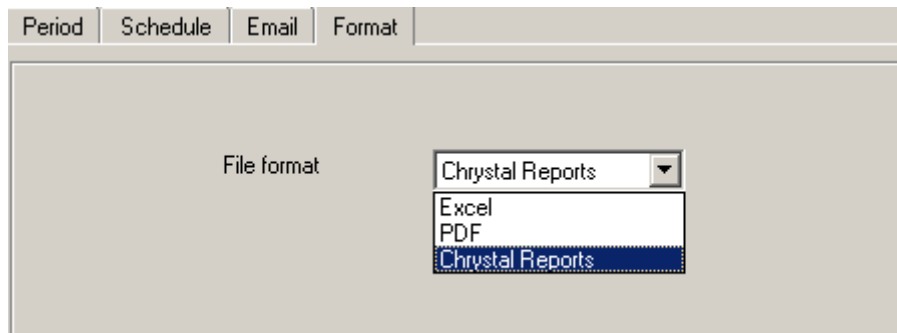 Period Schedule Email Format
File format Chrystal Reports
Excel
PDF
Chrystal Reports